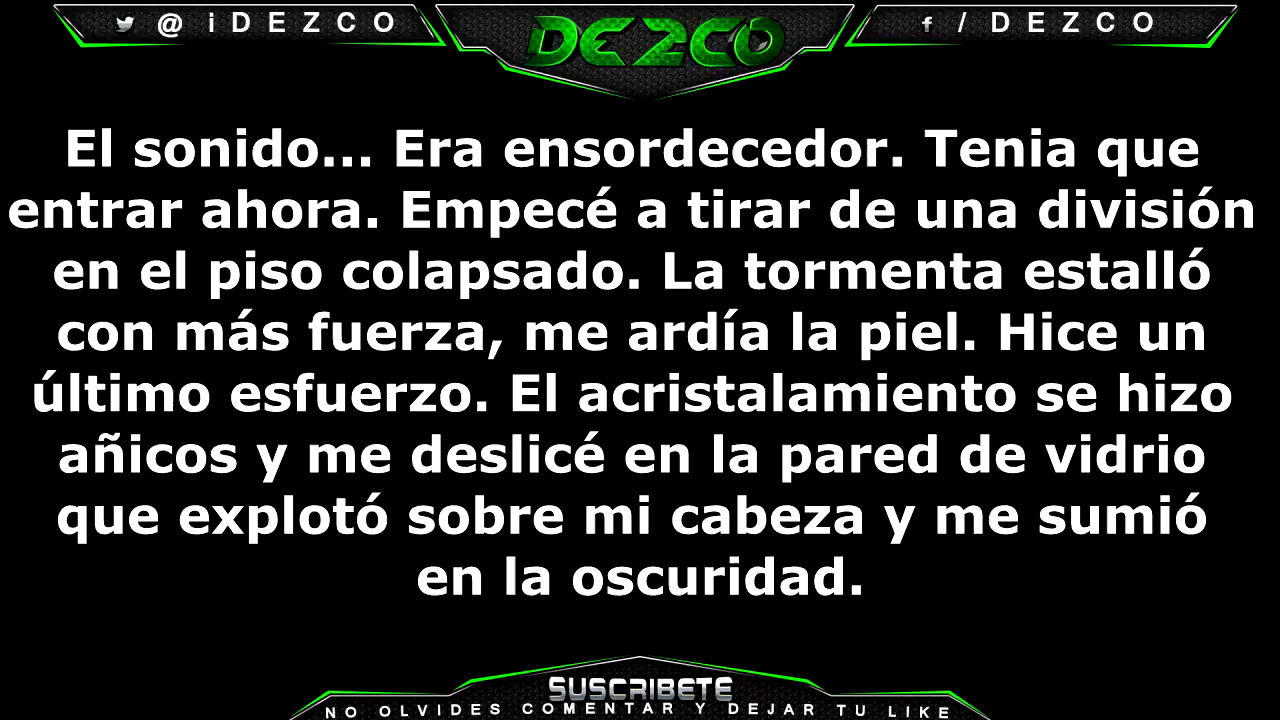 @iDEZCO
DEZCO
/DEZCO
El sonido... Era ensordecedor. Tenia que
entrar ahora. Empecé a tirar de una división
en el piso colapsado. La tormenta estalló
con más fuerza, me ardía la piel. Hice un
último esfuerzo. El acristalamiento se hizo
añicos y me deslicé en la pared de vidrio
que explotó sobre mi cabeza y me sumió
en la oscuridad.
SUSCRIBETE
NO OLVIDES COMENTAR Y DEJAR TU LIKE